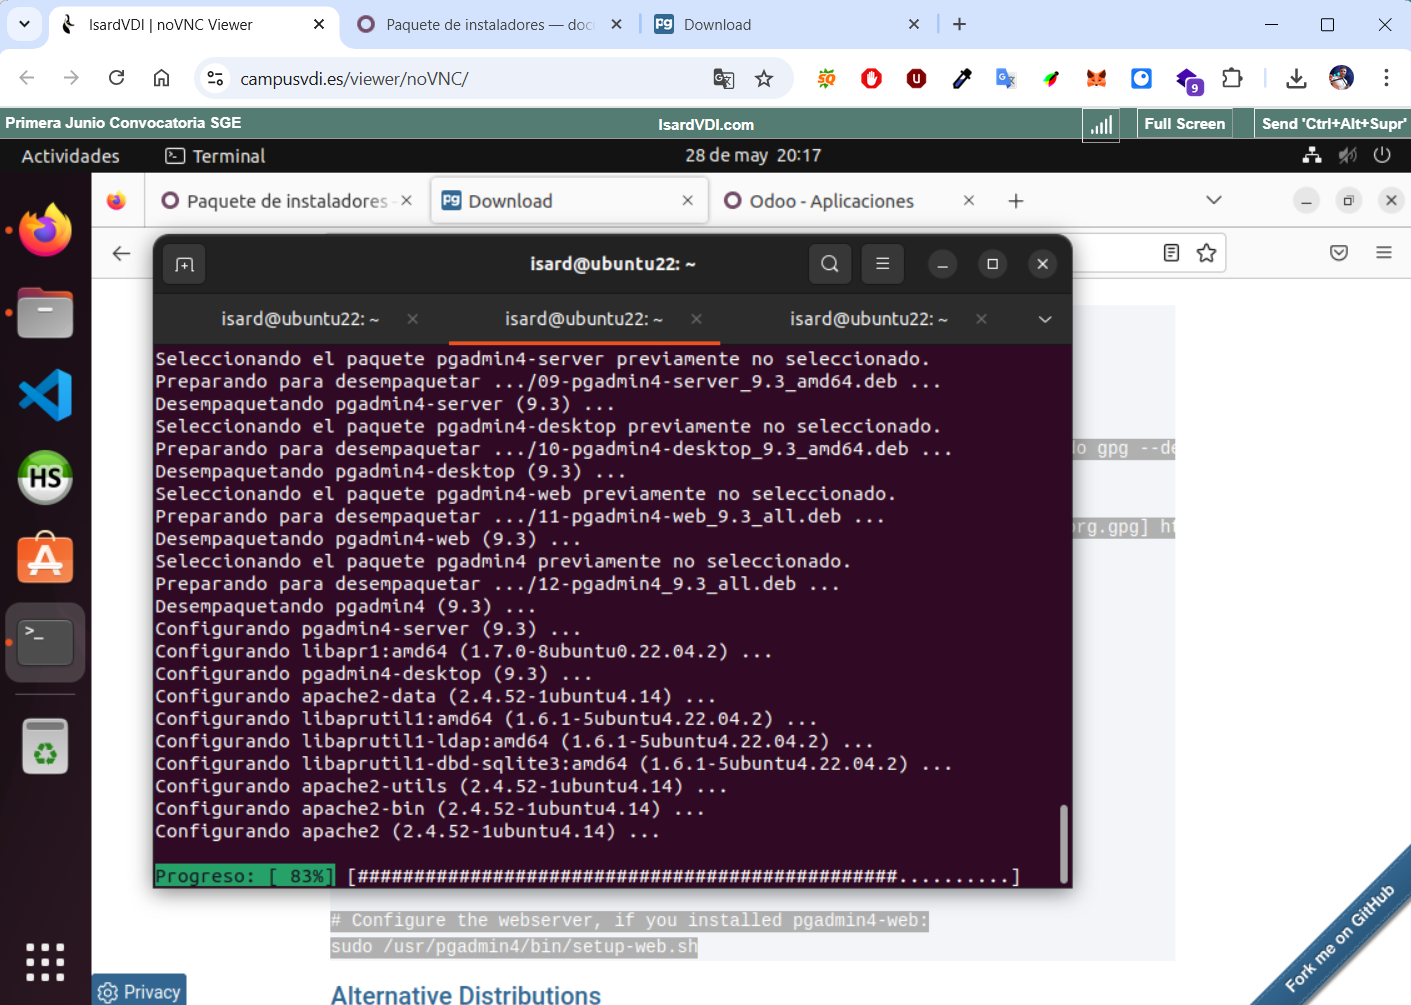 IsardVDI | noVNC Viewer
Paquete de instaladores — doc
Download
campusvdi.es/viewer/noVNC/
9
Primera Junio Convocatoria SGE
IsardVDI.com
Full Screen
Send 'Ctrl+Alt+Supr'
Actividades
Terminal
28 de may 20:17
Paquete de instaladores
Download
Odoo - Aplicaciones
isard@ubuntu22: ~
isard@ubuntu22: ~
isard@ubuntu22: ~
isard@ubuntu22: ~
Seleccionando el paquete pgadmin4-server previamente no seleccionado.
Preparando para desempaquetar .../09-pgadmin4-server_9.3_amd64.deb ...
Desempaquetando pgadmin4-server (9.3) ...
Seleccionando el paquete pgadmin4-desktop previamente no seleccionado.
Preparando para desempaquetar .../10-pgadmin4-desktop_9.3_amd64.deb ...
Desempaquetando pgadmin4-desktop (9.3) ...
Seleccionando el paquete pgadmin4-web previamente no seleccionado.
Preparando para desempaquetar .../11-pgadmin4-web_9.3_all.deb ...
Desempaquetando pgadmin4-web (9.3) ...
Seleccionando el paquete pgadmin4 previamente no seleccionado.
Preparando para desempaquetar .../12-pgadmin4_9.3_all.deb ...
Desempaquetando pgadmin4 (9.3) ...
Configurando pgadmin4-server (9.3) ...
Configurando libapr1:amd64 (1.7.0-8ubuntu0.22.04.2) ...
Configurando pgadmin4-desktop (9.3) ...
Configurando apache2-data (2.4.52-1ubuntu4.14) ...
Configurando libaprutil1:amd64 (1.6.1-5ubuntu4.22.04.2) ...
Configurando libaprutil1-ldap:amd64 (1.6.1-5ubuntu4.22.04.2) ...
Configurando libaprutil1-dbd-sqlite3:amd64 (1.6.1-5ubuntu4.22.04.2) ...
Configurando apache2-utils (2.4.52-1ubuntu4.14) ...
Configurando apache2-bin (2.4.52-1ubuntu4.14) ...
Configurando apache2 (2.4.52-1ubuntu4.14) ...
Progreso: [ 83%] [################################################..........]
gpg --de
org.gpg] ht
# Configure the webserver, if you installed pgadmin4-web:
sudo /usr/pgadmin4/bin/setup-web.sh
Alternative Distributions
Privacy
Fork me on GitHub
HS